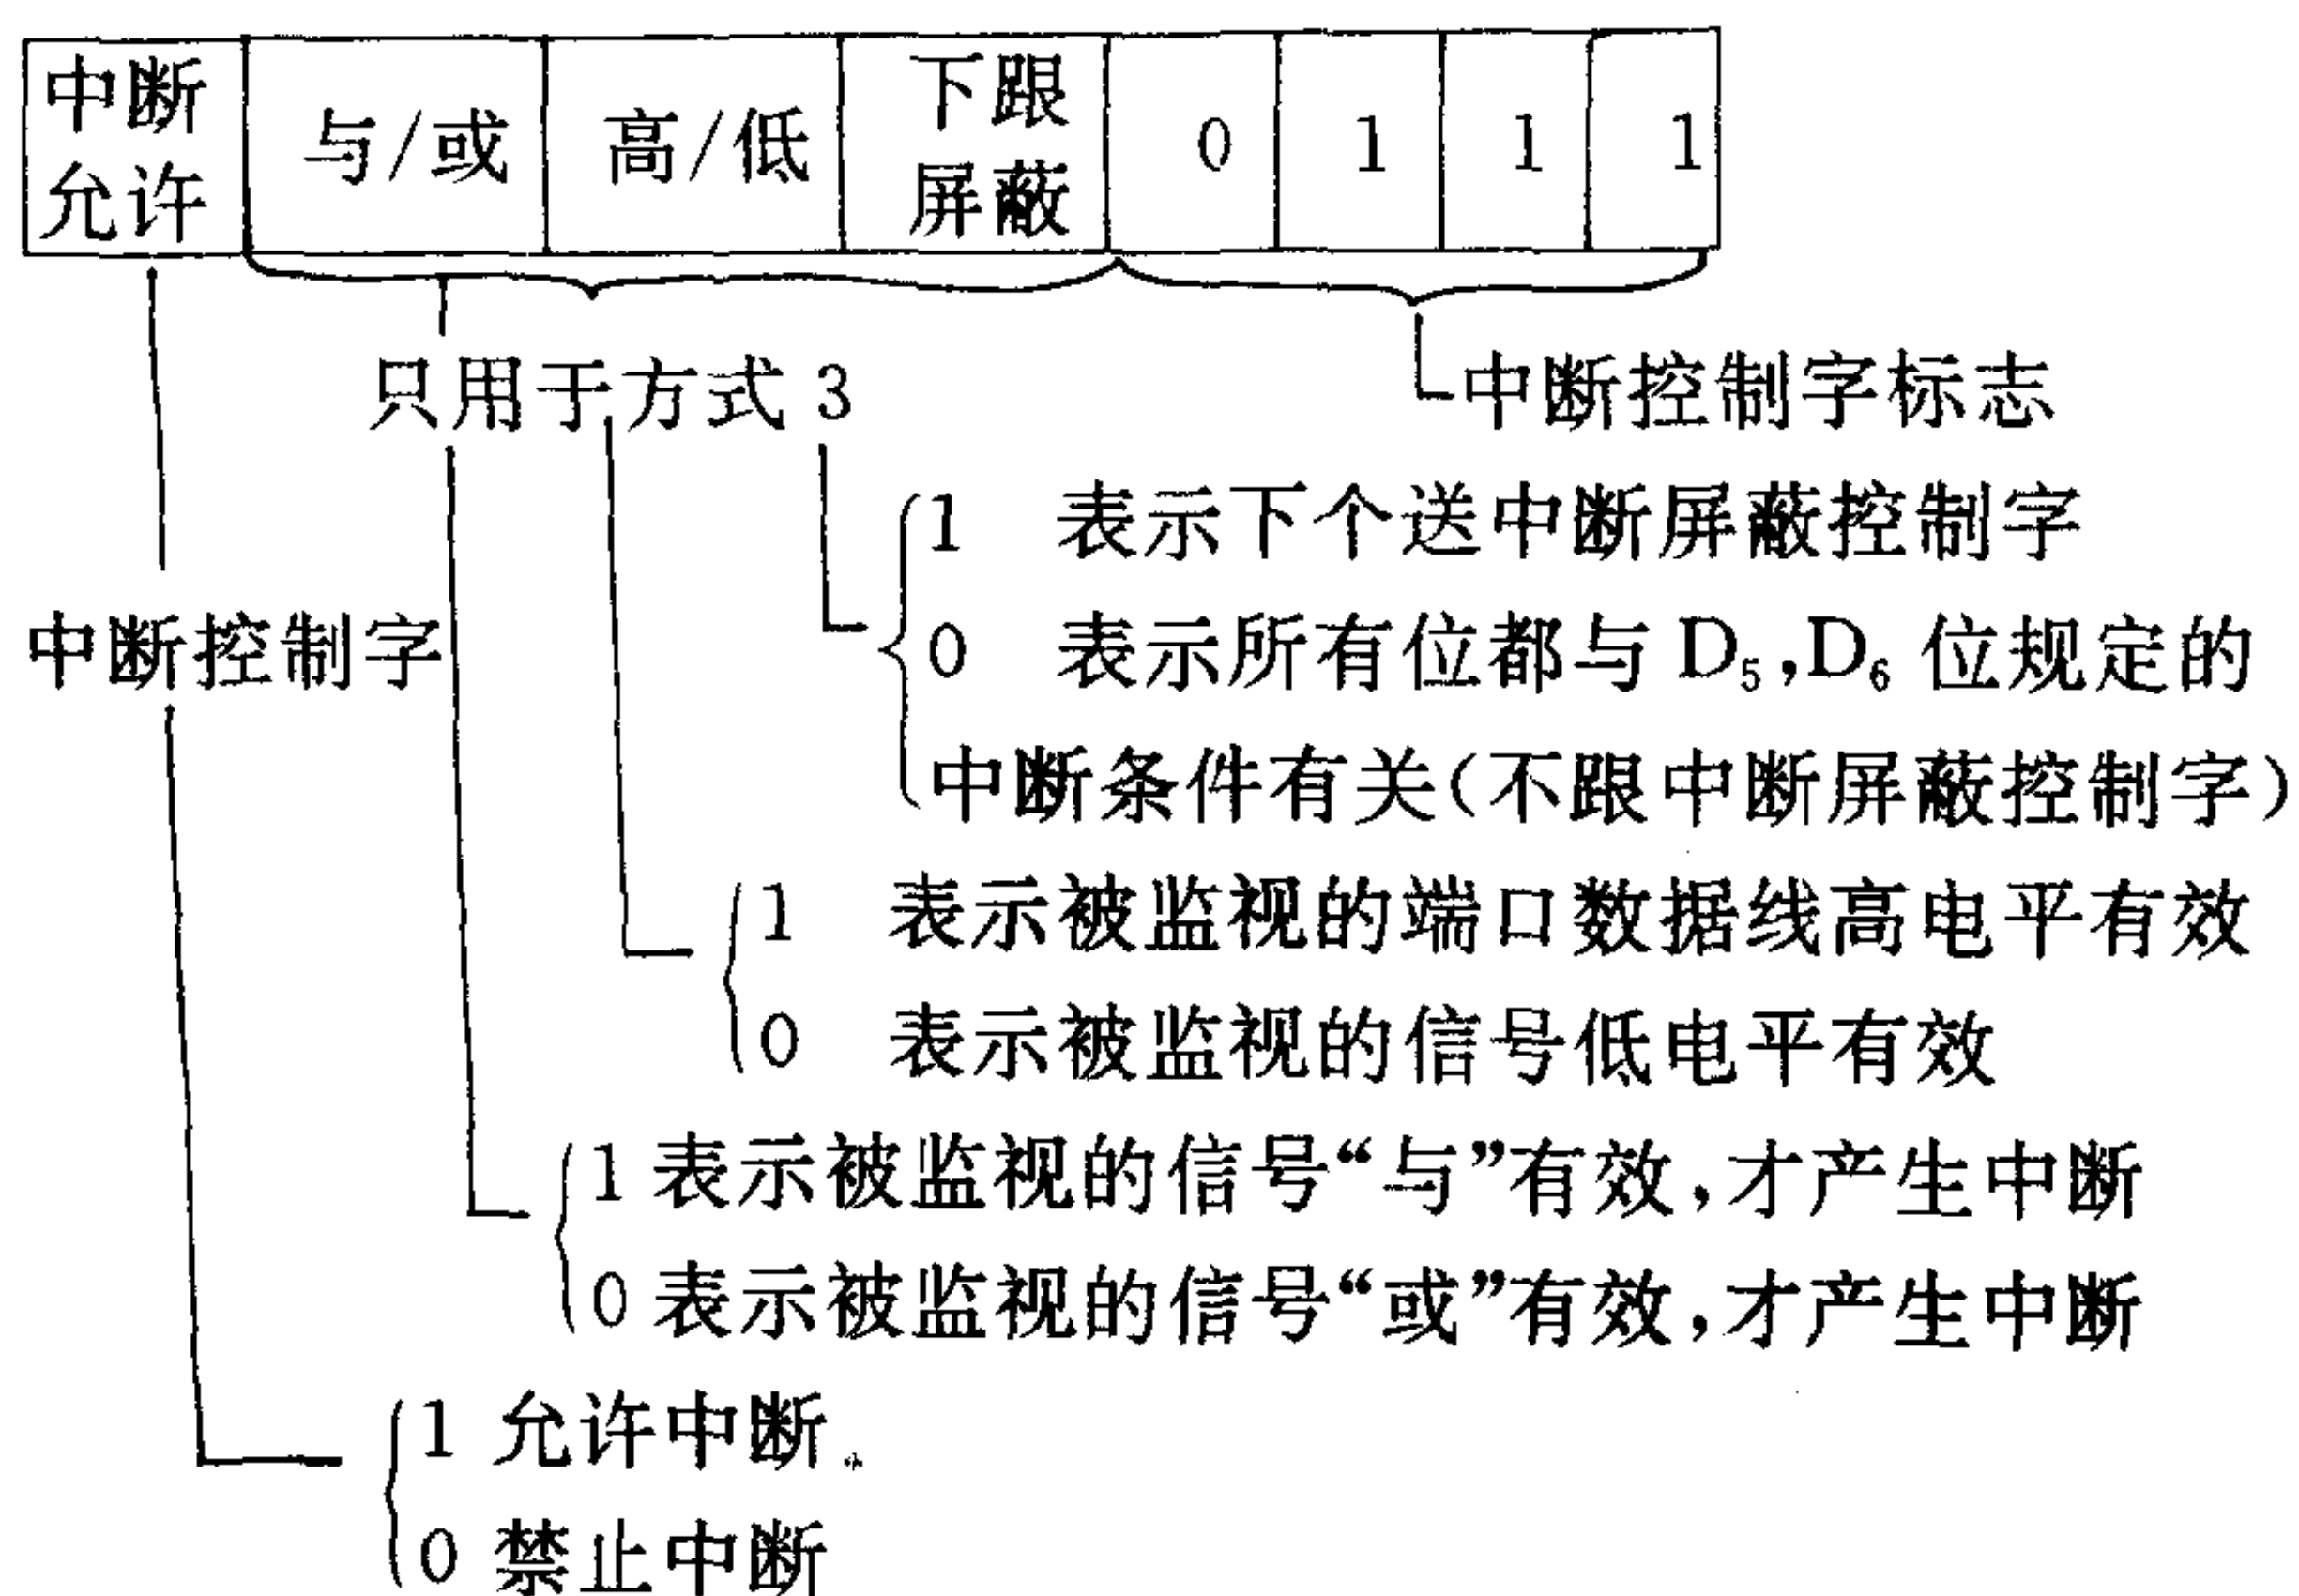 中断允许 与/或 高/低 下跟屏蔽 0 1 1 1
只用于方式 3
中断控制字标志
1 表示下个送中断屏蔽控制字
中断控制字
0 表示所有位都与 D₅,D₆ 位规定的
中断条件有关(不跟中断屏蔽控制字)
1 表示被监视的端口数据线高电平有效
0 表示被监视的信号低电平有效
1 表示被监视的信号“与”有效,才产生中断
0 表示被监视的信号“或”有效,才产生中断
1 允许中断。
0 禁止中断